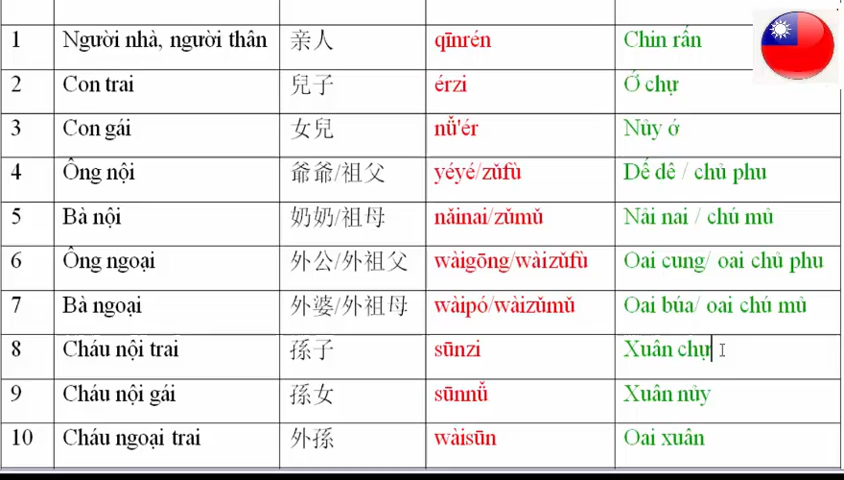 1 Người nhà, người thân 亲人 qīnrén Chin rấn
2 Con trai 兒子 érzi Ớ chự
3 Con gái 女兒 nǚ'ér Nủy ớ
4 Ông nội 爺爺/祖父 yéyé/zǔfù Dế dê / chủ phu
5 Bà nội 奶奶/祖母 nǎinai/zǔmǔ Nải nai / chú mủ
6 Ông ngoại 外公/外祖父 wàigōng/wàizǔfù Oai cung/ oai chủ phu
7 Bà ngoại 外婆/外祖母 wàipó/wàizǔmǔ Oai búa/ oai chú mủ
8 Cháu nội trai 孫子 sūnzi Xuân chự
9 Cháu nội gái 孫女 sūnnǚ Xuân nủy
10 Cháu ngoại trai 外孫 wàisūn Oai xuân